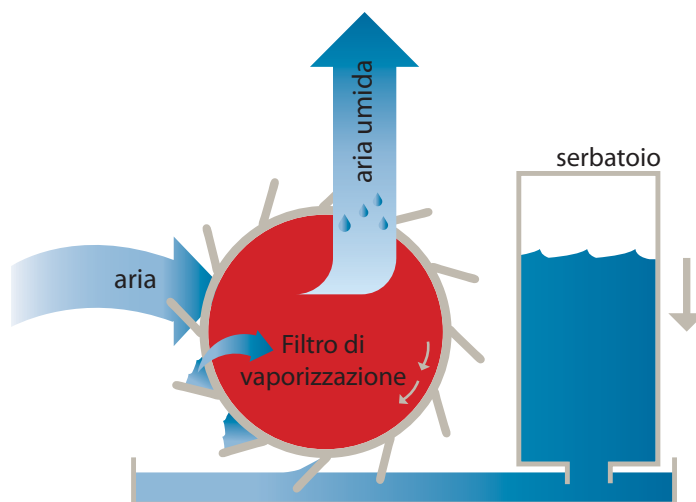 aria umida
serbatoio
aria
Filtro di
vaporizzazione